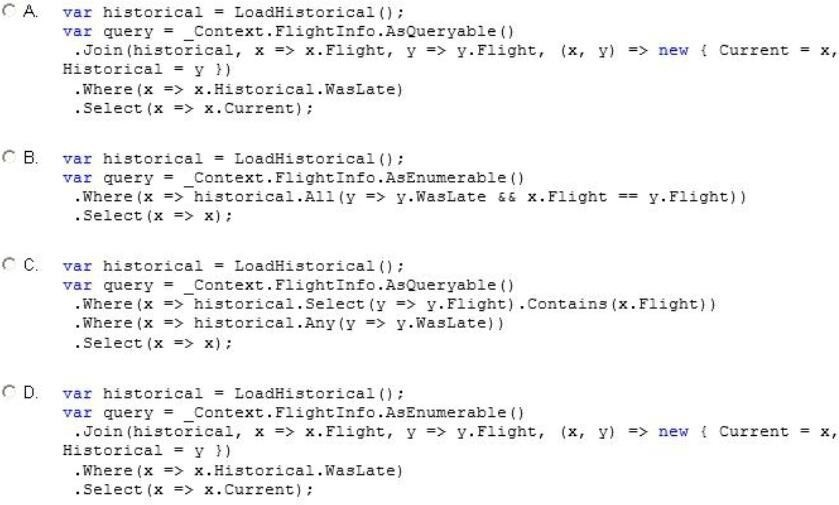 A. var historical = LoadHistorical();
var query = _Context.FlightInfo.AsQueryable()
.Join(historical, x => x.Flight, y => y.Flight, (x, y) => new { Current = x,
Historical = y })
.Where(x => x.Historical.WasLate)
.Select(x => x.Current);
B. var historical = LoadHistorical();
var query = _Context.FlightInfo.AsEnumerable()
.Where(x => historical.All(y => y.WasLate && x.Flight == y.Flight))
.Select(x => x);
C. var historical = LoadHistorical();
var query = _Context.FlightInfo.AsQueryable()
.Where(x => historical.Select(y => y.Flight).Contains(x.Flight))
.Where(x => historical.Any(y => y.WasLate))
.Select(x => x);
D. var historical = LoadHistorical();
var query = _Context.FlightInfo.AsEnumerable()
.Join(historical, x => x.Flight, y => y.Flight, (x, y) => new { Current = x,
Historical = y })
.Where(x => x.Historical.WasLate)
.Select(x => x.Current);